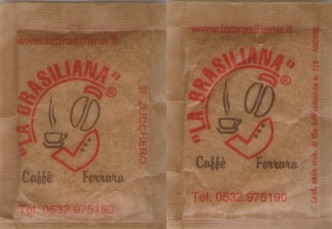 www.labrasiliana.it
"LA BRASILIANA"
®
ZUCCHERO
Caffè Ferrara
Tel. 0532.975190
www.labrasiliana.it
"LA BRASILIANA"
®
Caffè Ferrara
Tel. 0532.975190